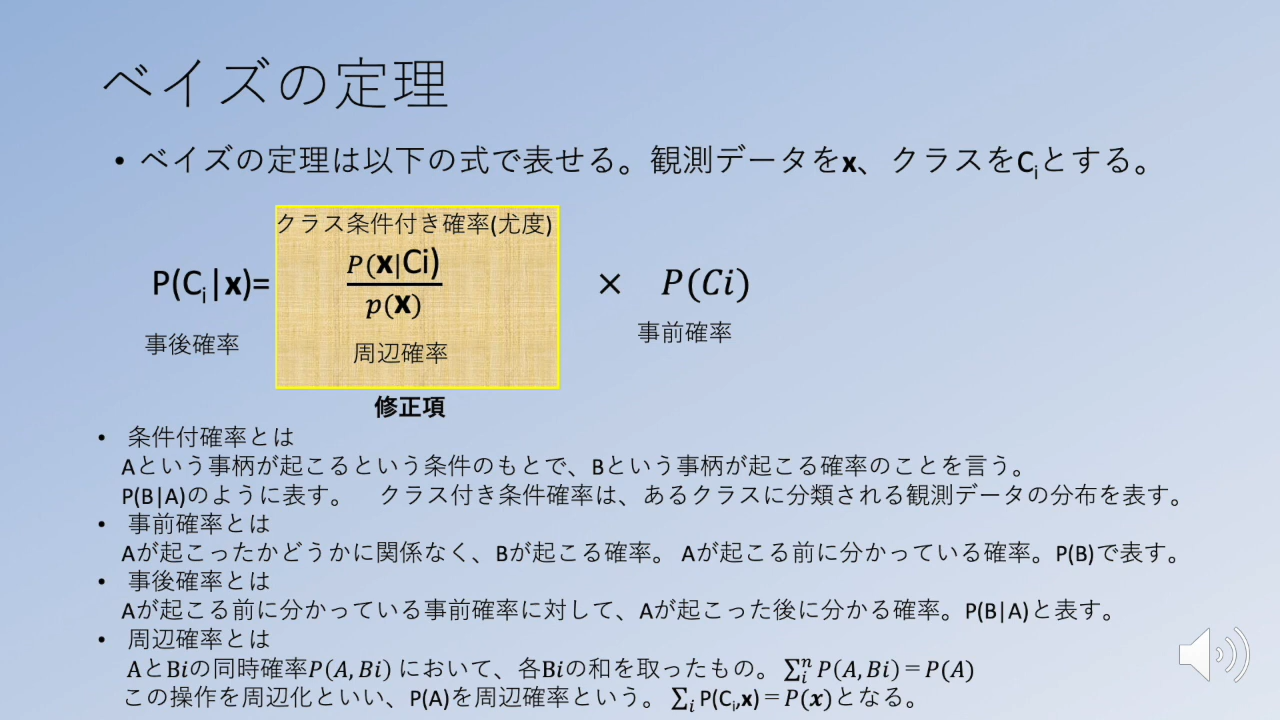 ベイズの定理
• ベイズの定理は以下の式で表せる。観測データをx、クラスをCiとする。
クラス条件付き確率(尤度)
P(Ci|x)= P(x|Ci) / p(x) × P(Ci)
事後確率 周辺確率 事前確率
修正項
• 条件付確率とは
Aという事柄が起こるという条件のもとで、Bという事柄が起こる確率のことを言う。
P(B|A)のように表す。 クラス付き条件確率は、あるクラスに分類される観測データの分布を表す。
• 事前確率とは
Aが起こったかどうかに関係なく、Bが起こる確率。 Aが起こる前に分かっている確率。P(B)で表す。
• 事後確率とは
Aが起こる前に分かっている事前確率に対して、Aが起こった後に分かる確率。P(B|A)と表す。
• 周辺確率とは
AとBiの同時確率P(A, Bi) において、各Biの和を取ったもの。 ∑ᵢⁿ P(A, Bi) = P(A)
この操作を周辺化といい、P(A)を周辺確率という。 ∑ᵢ P(Ci,x) = P(x)となる。